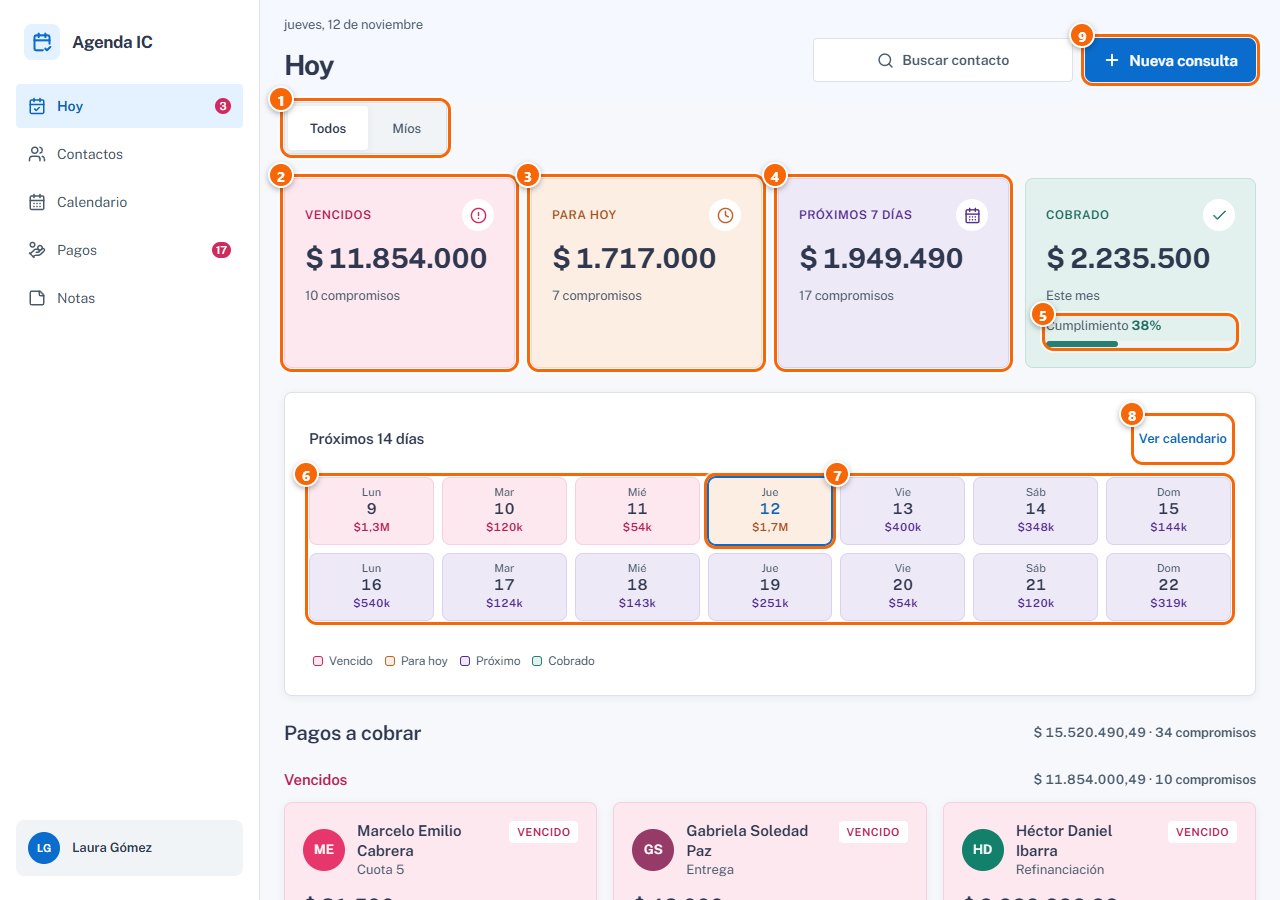 Agenda IC
Hoy 3
Contactos
Calendario
Pagos 17
Notas
LG Laura Gómez
jueves, 12 de noviembre
Hoy
Buscar contacto
9
+ Nueva consulta
1
Todos Míos
2
VENCIDOS
$ 11.854.000
10 compromisos
3
PARA HOY
$ 1.717.000
7 compromisos
4
PRÓXIMOS 7 DÍAS
$ 1.949.490
17 compromisos
COBRADO
$ 2.235.500
Este mes
5
Cumplimiento 38%
Próximos 14 días
8
Ver calendario
6
7
Lun Mar Mié Jue Vie Sáb Dom
9 10 11 12 13 14 15
$1,3M $120k $54k $1,7M $400k $348k $144k
Lun Mar Mié Jue Vie Sáb Dom
16 17 18 19 20 21 22
$540k $124k $143k $251k $54k $120k $319k
Vencido Para hoy Próximo Cobrado
Pagos a cobrar
$ 15.520.490,49 · 34 compromisos
Vencidos
$ 11.854.000,49 · 10 compromisos
ME
Marcelo Emilio
Cabrera
Cuota 5
VENCIDO
GS
Gabriela Soledad
Paz
Entrega
VENCIDO
HD
Héctor Daniel
Ibarra
Refinanciación
VENCIDO